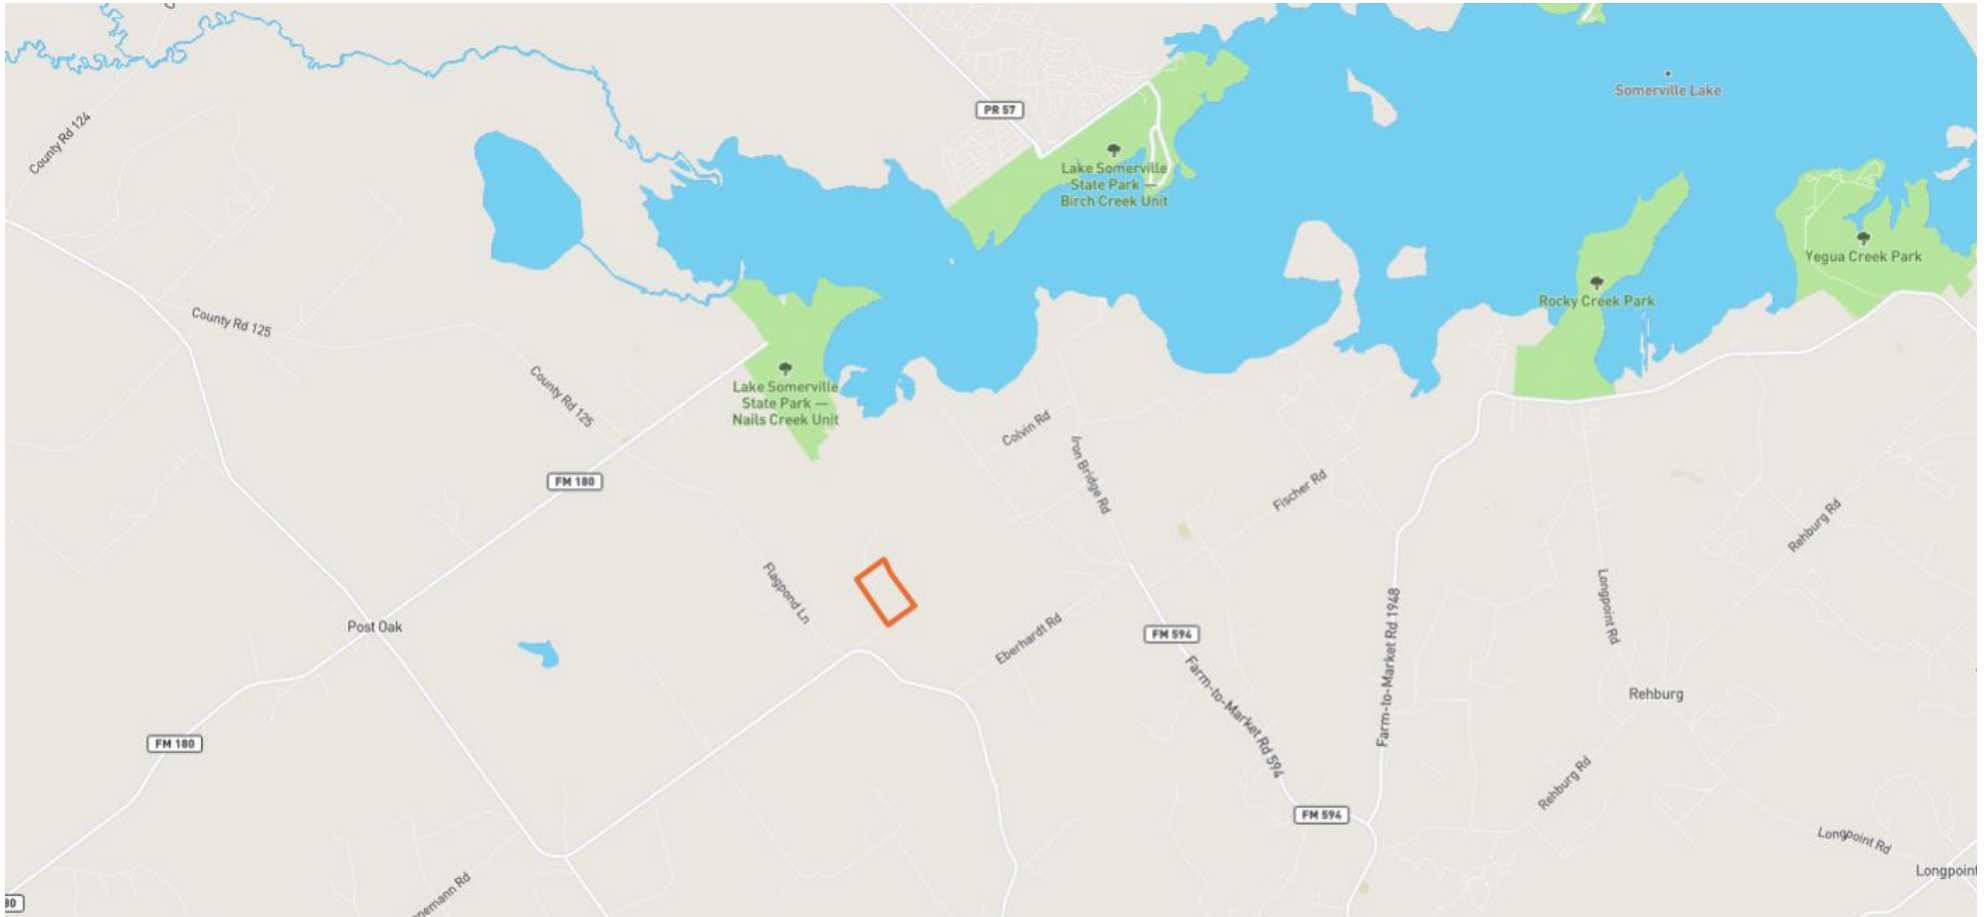 County Rd 124
PR 57
Somerville Lake
Lake Somerville
State Park —
Birch Creek Unit
Yegua Creek Park
Rocky Creek Park
County Rd 125
County Rd 125
Lake Somerville
State Park —
Nails Creek Unit
Colvin Rd
Iron Bridge Rd
FM 180
Fischer Rd
Rehburg Rd
Flagpond Ln
Longpoint Rd
Post Oak
Eberhardt Rd
FM 594
Farm-to-Market Rd 1948
Rehburg
Farm-to-Market Rd 594
FM 180
Rehburg Rd
FM 594
Longpoint Rd
Longpoint
nemann Rd
80